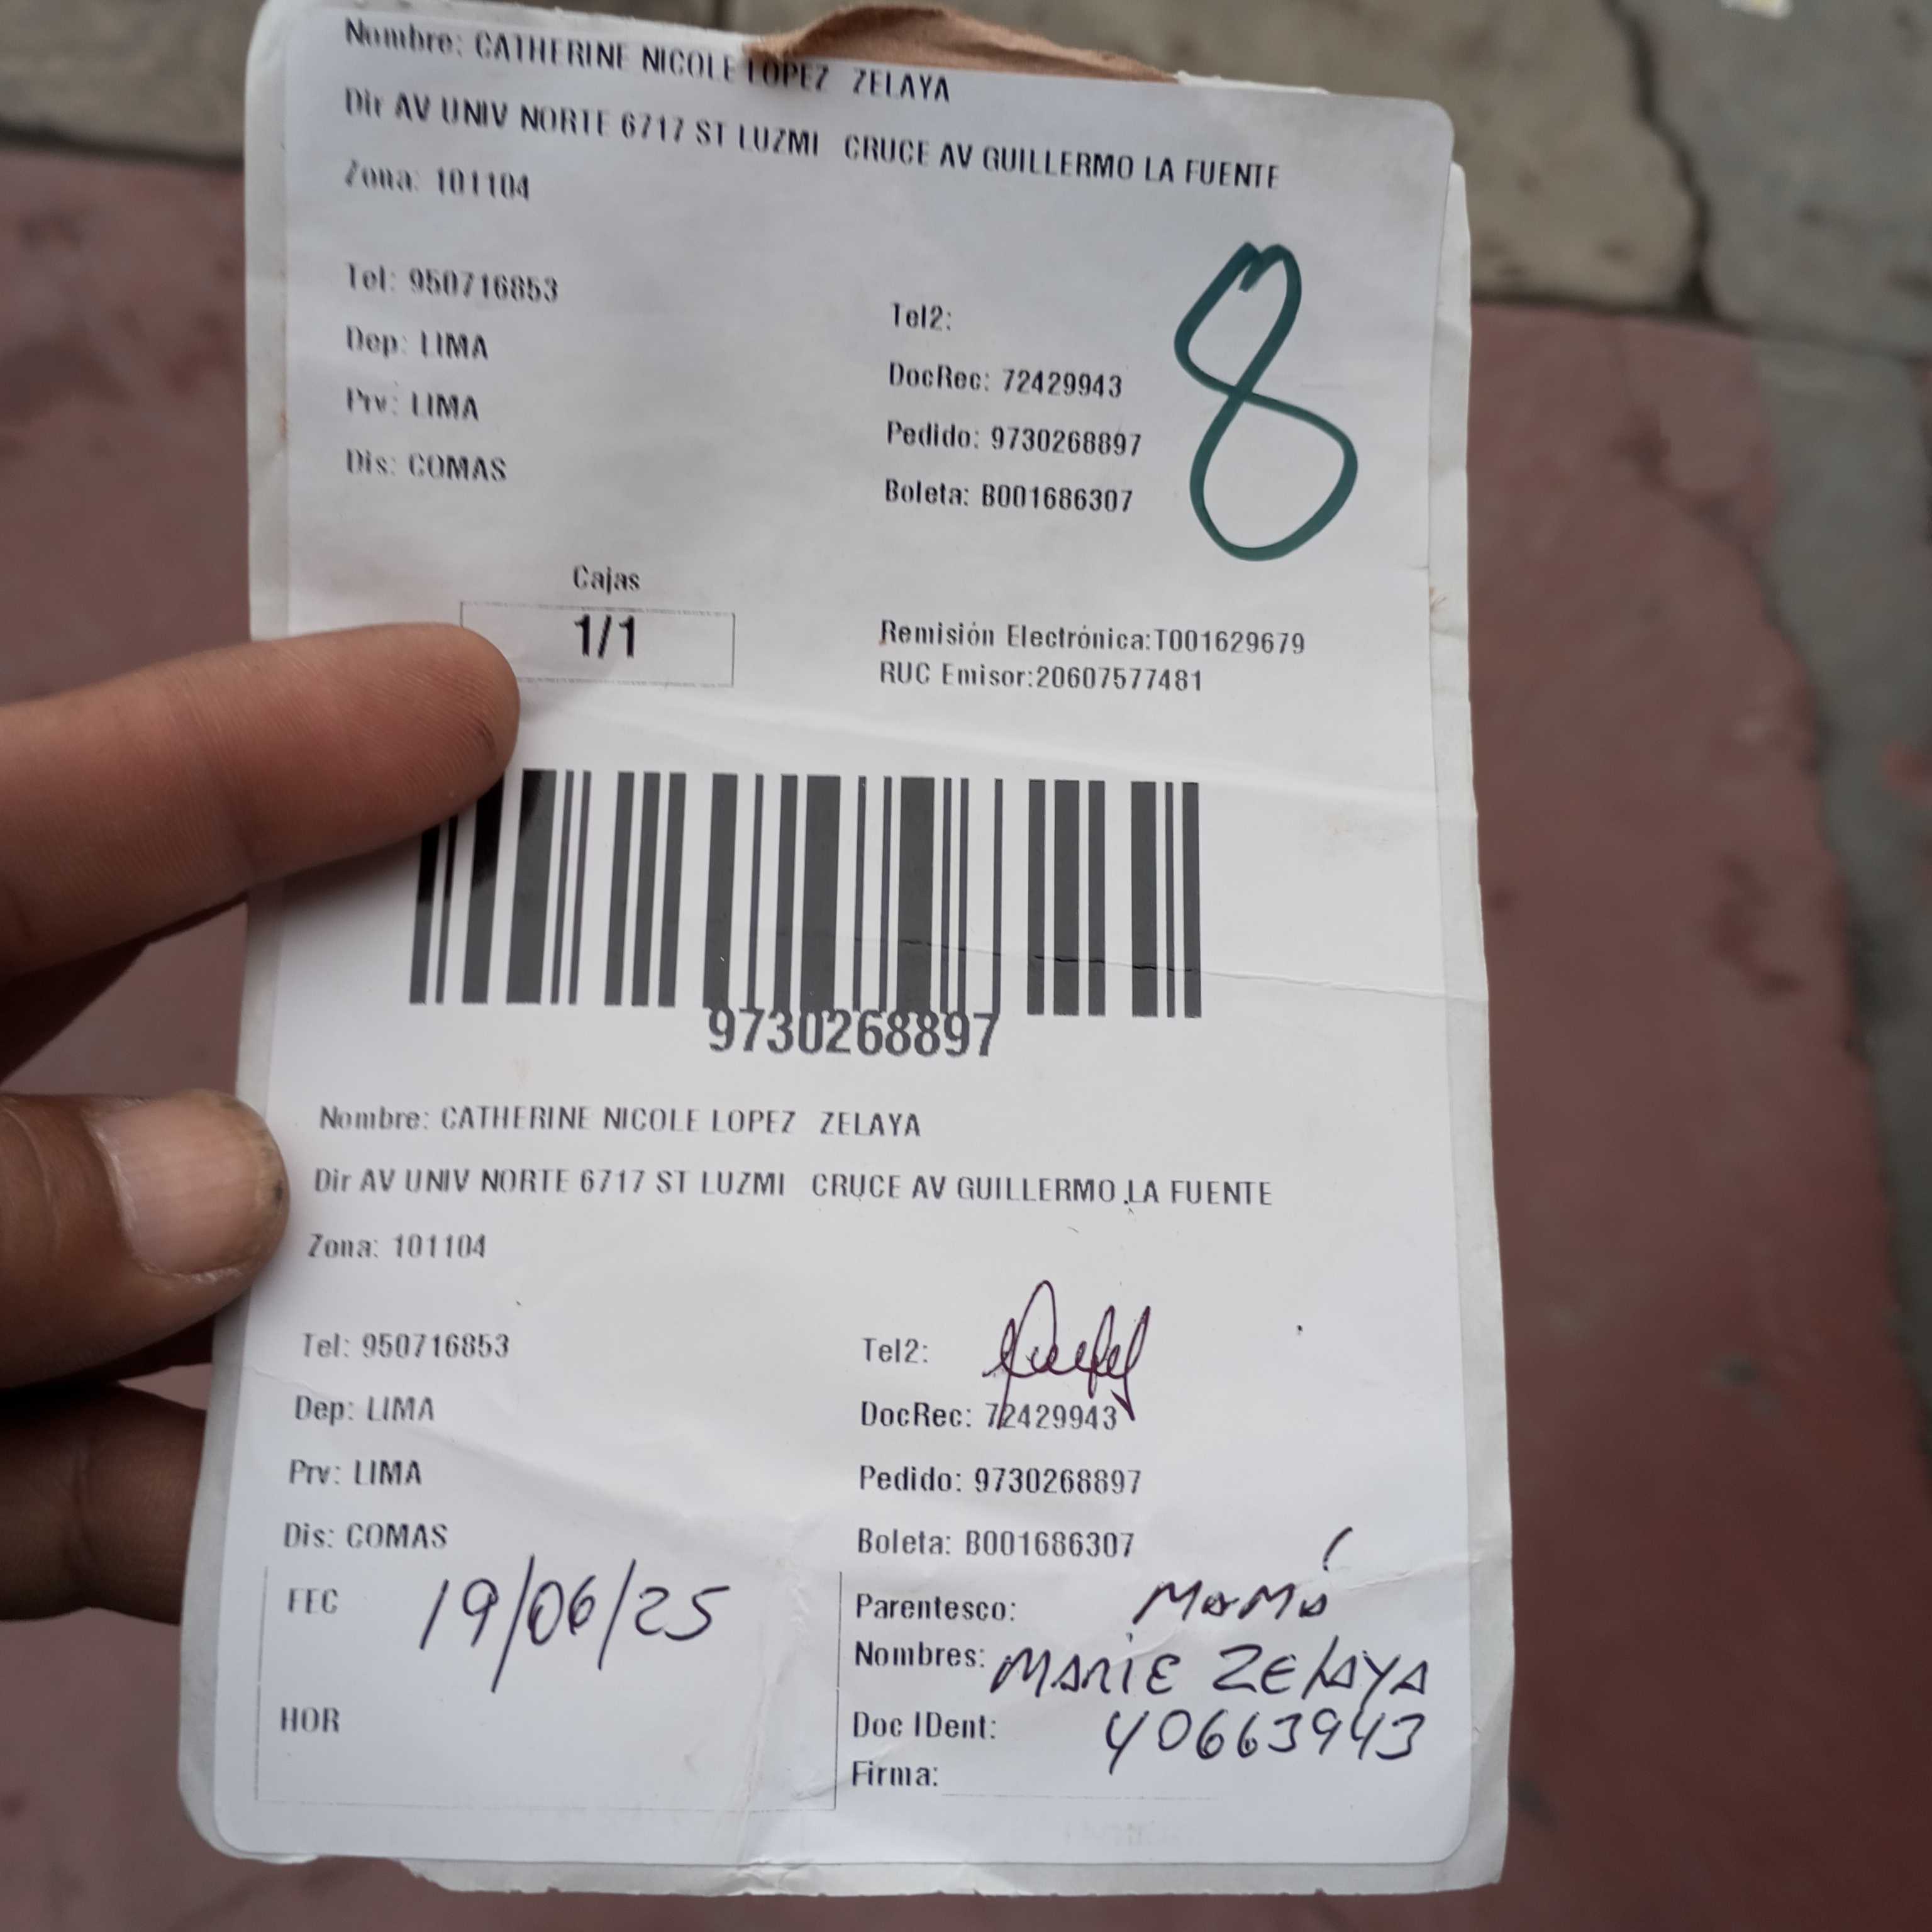 Nombre: CATHERINE NICOLE LOPEZ ZELAYA
Dir AV UNIV NORTE 6717 ST LUZMI CRUCE AV GUILLERMO LA FUENTE
Zona: 101104
8
Tel: 950716853
Tel2:
Dep: LIMA
DocRec: 72429943
Prv: LIMA
Pedido: 9730268897
Dis: COMAS
Boleta: B001686307
Cajas
1/1
Remisión Electrónica:T001629679
RUC Emisor:20607577481
9730268897
Nombre: CATHERINE NICOLE LOPEZ ZELAYA
Dir AV UNIV NORTE 6717 ST LUZMI CRUCE AV GUILLERMO LA FUENTE
Zona: 101104
Tel: 950716853
Tel2:
Dep: LIMA
DocRec: 72429943
Prv: LIMA
Pedido: 9730268897
Dis: COMAS
Boleta: B001686307
FEC 19/06/25
HOR
Parentesco: MAMÁ
Nombres: MARIE ZELAYA
Doc IDent: 40663943
Firma: